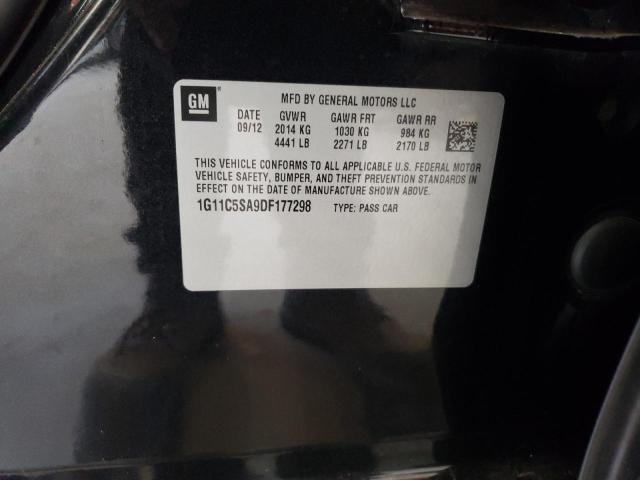 GM
MFD BY GENERAL MOTORS LLC
DATE GVWR GAWR FRT GAWR RR
09/12 2014 KG 1030 KG 984 KG
4441 LB 2271 LB 2170 LB
THIS VEHICLE CONFORMS TO ALL APPLICABLE U.S. FEDERAL MOTOR
VEHICLE SAFETY, BUMPER, AND THEFT PREVENTION STANDARDS IN
EFFECT ON THE DATE OF MANUFACTURE SHOWN ABOVE.
1G11C5SA9DF177298 TYPE: PASS CAR